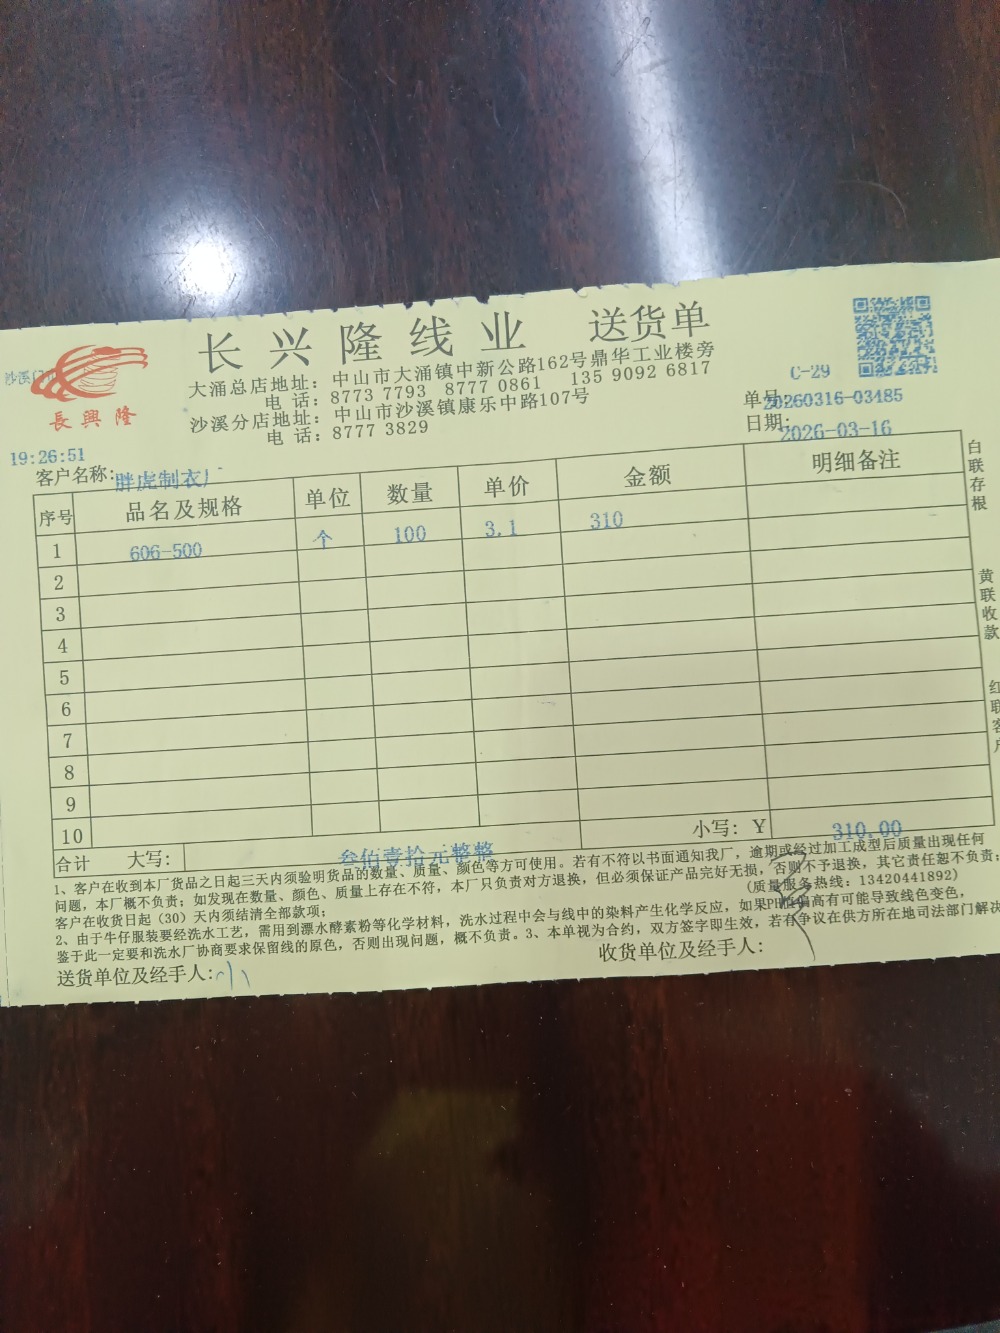 长兴隆线业 送货单
大涌总店地址：中山市大涌镇中新公路162号鼎华工业楼旁
电 话：8773 7793 8777 0861 135 9092 6817
沙溪分店地址：中山市沙溪镇康乐中路107号
电 话：8777 3829
沙溪
長興隆
C-29
单号:20260316-03485
日期:2026-03-16
19:26:51
客户名称:胖虎制衣厂
序号 品名及规格 单位 数量 单价 金额 明细备注
1 606-500 个 100 3.1 310
2
3
4
5
6
7
8
9
10
合计 大写: 叁佰壹拾元整整 小写: Y 310.00
1、客户在收到本厂货品之日起三天内须验明货品的数量、质量、颜色等方可使用。若有不符以书面通知我厂，逾期或经过加工成型后质量出现任何
问题，本厂概不负责；如发现在数量、颜色、质量上存在不符，本厂只负责对方退换，但必须保证产品完好无损，否则不予退换，其它责任恕不负责；
客户在收货日起（30）天内须结清全部款项； (质量服务热线：13420441892)
2、由于牛仔服装要经洗水工艺，需用到漂水酵素粉等化学材料，洗水过程中会与线中的染料产生化学反应，如果PH值偏高有可能导致线色变色，
鉴于此一定要和洗水厂协商要求保留线的原色，否则出现问题，概不负责。3、本单视为合约，双方签字即生效，若有争议在供方所在地司法部门解决
送货单位及经手人: 收货单位及经手人:
白联存根
黄联收款
红联客户